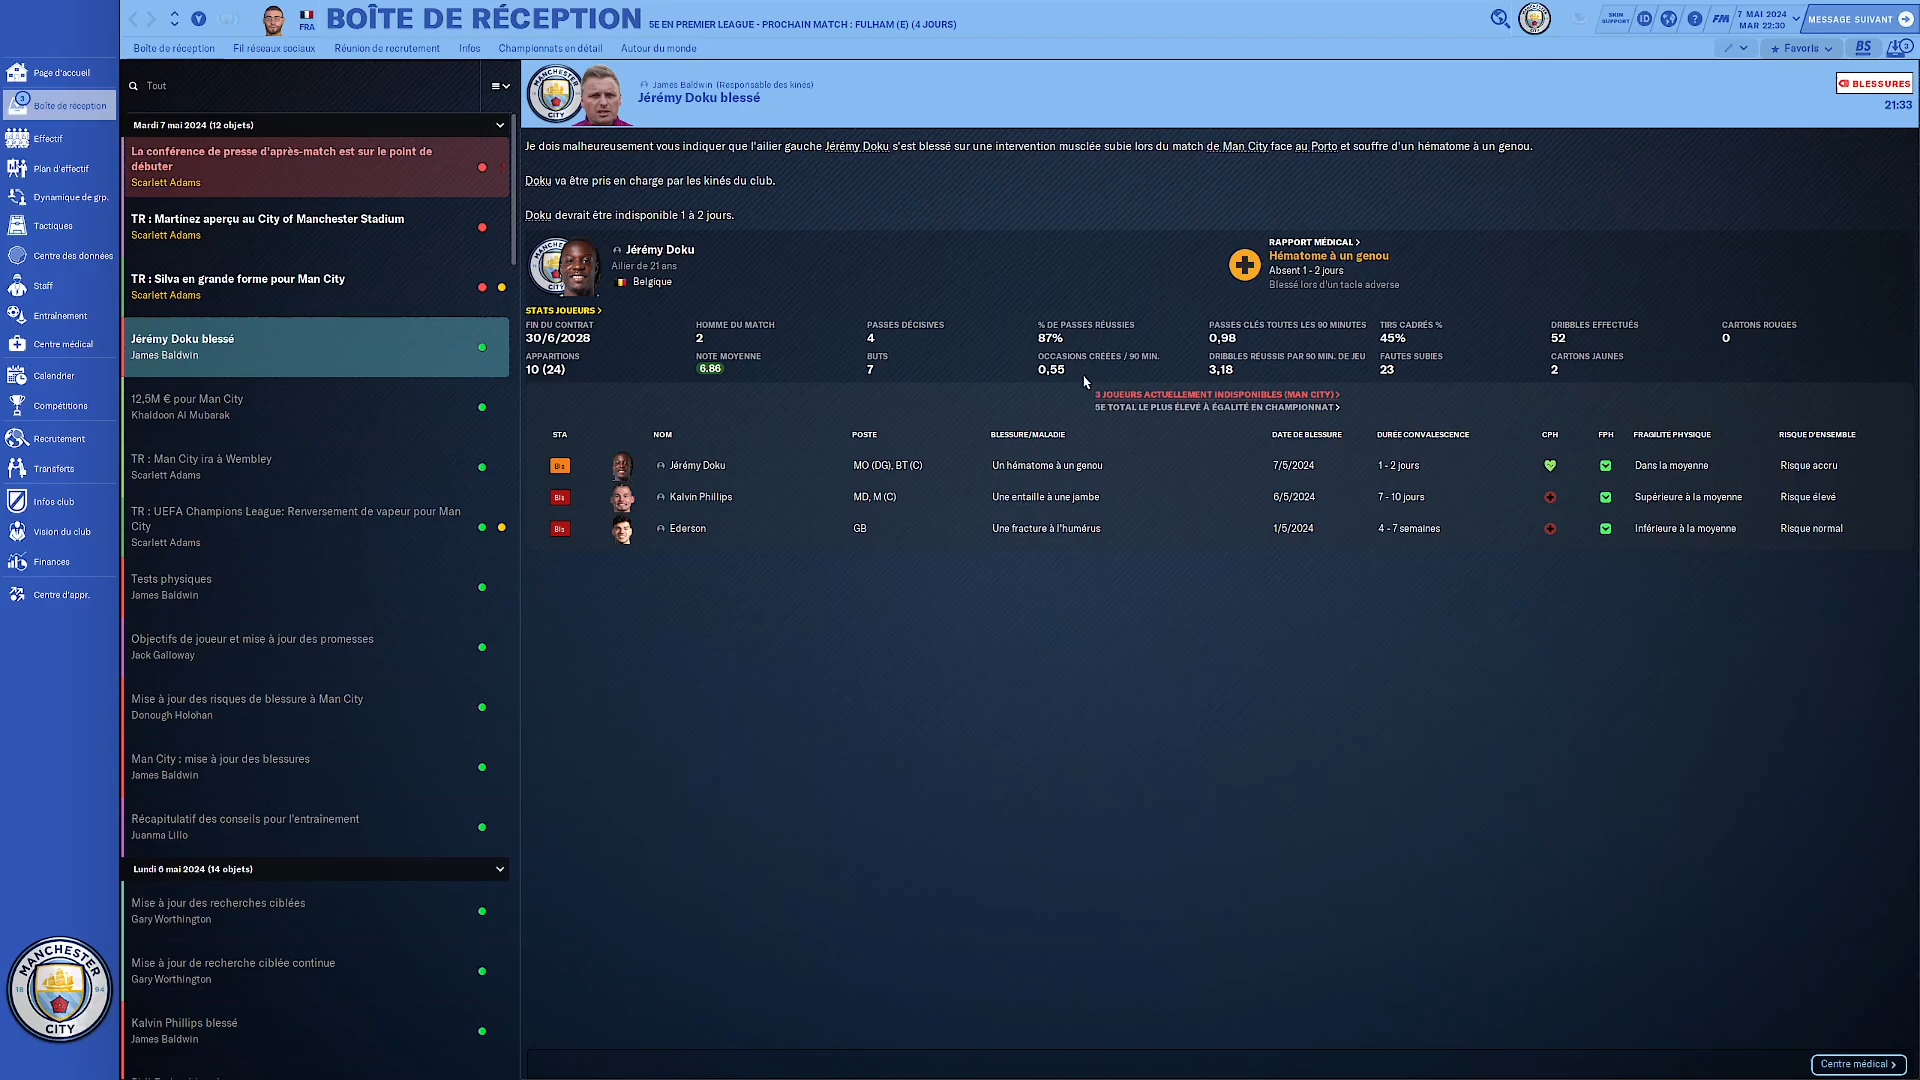 FRA
BOÎTE DE RÉCEPTION
5E EN PREMIER LEAGUE - PROCHAIN MATCH : FULHAM (E) (4 JOURS)
SKIN SUPPORT
ID
FM
7 MAI 2024
MAR 22:30
MESSAGE SUIVANT
Boîte de réception
Fil réseaux sociaux
Réunion de recrutement
Infos
Championnats en détail
Autour du monde
Favoris
BS
3
Page d'accueil
3
Boîte de réception
Effectif
Plan d'effectif
Dynamique de grp.
Tactiques
Centre des données
Staff
Entraînement
Centre médical
Calendrier
Compétitions
Recrutement
Transferts
Infos club
Vision du club
Finances
Centre d'appr.
MANCHESTER
18 94
CITY
Tout
Mardi 7 mai 2024 (12 objets)
La conférence de presse d'après-match est sur le point de
débuter
Scarlett Adams
TR : Martínez aperçu au City of Manchester Stadium
Scarlett Adams
TR : Silva en grande forme pour Man City
Scarlett Adams
Jérémy Doku blessé
James Baldwin
12,5M € pour Man City
Khaldoon Al Mubarak
TR : Man City ira à Wembley
Scarlett Adams
TR : UEFA Champions League: Renversement de vapeur pour Man
City
Scarlett Adams
Tests physiques
James Baldwin
Objectifs de joueur et mise à jour des promesses
Jack Galloway
Mise à jour des risques de blessure à Man City
Donough Holohan
Man City : mise à jour des blessures
James Baldwin
Récapitulatif des conseils pour l'entraînement
Juanma Lillo
Lundi 6 mai 2024 (14 objets)
Mise à jour des recherches ciblées
Gary Worthington
Mise à jour de recherche ciblée continue
Gary Worthington
Kalvin Phillips blessé
James Baldwin
James Baldwin (Responsable des kinés)
Jérémy Doku blessé
BLESSURES
21:33
Je dois malheureusement vous indiquer que l'ailier gauche Jérémy Doku s'est blessé sur une intervention musclée subie lors du match de Man City face au Porto et souffre d'un hématome à un genou.
Doku va être pris en charge par les kinés du club.
Doku devrait être indisponible 1 à 2 jours.
Jérémy Doku
Ailier de 21 ans
Belgique
RAPPORT MÉDICAL >
Hématome à un genou
Absent 1 - 2 jours
Blessé lors d'un tacle adverse
STATS JOUEURS >
FIN DU CONTRAT HOMME DU MATCH PASSES DÉCISIVES % DE PASSES RÉUSSIES PASSES CLÉS TOUTES LES 90 MINUTES TIRS CADRÉS % DRIBBLES EFFECTUÉS CARTONS ROUGES
30/6/2028 2 4 87% 0,98 45% 52 0
APPARITIONS NOTE MOYENNE BUTS OCCASIONS CRÉÉES / 90 MIN. DRIBBLES RÉUSSIS PAR 90 MIN. DE JEU FAUTES SUBIES CARTONS JAUNES
10 (24) 6.86 7 0,55 3,18 23 2
3 JOUEURS ACTUELLEMENT INDISPONIBLES (MAN CITY) >
5E TOTAL LE PLUS ÉLEVÉ À ÉGALITÉ EN CHAMPIONNAT >
STA NOM POSTE BLESSURE/MALADIE DATE DE BLESSURE DURÉE CONVALESCENCE CPH FPH FRAGILITÉ PHYSIQUE RISQUE D'ENSEMBLE
Bls Jérémy Doku MO (DG), BT (C) Un hématome à un genou 7/5/2024 1 - 2 jours Dans la moyenne Risque accru
Bls Kalvin Phillips MD, M (C) Une entaille à une jambe 6/5/2024 7 - 10 jours Supérieure à la moyenne Risque élevé
Bls Ederson GB Une fracture à l'humérus 1/5/2024 4 - 7 semaines Inférieure à la moyenne Risque normal
Centre médical >